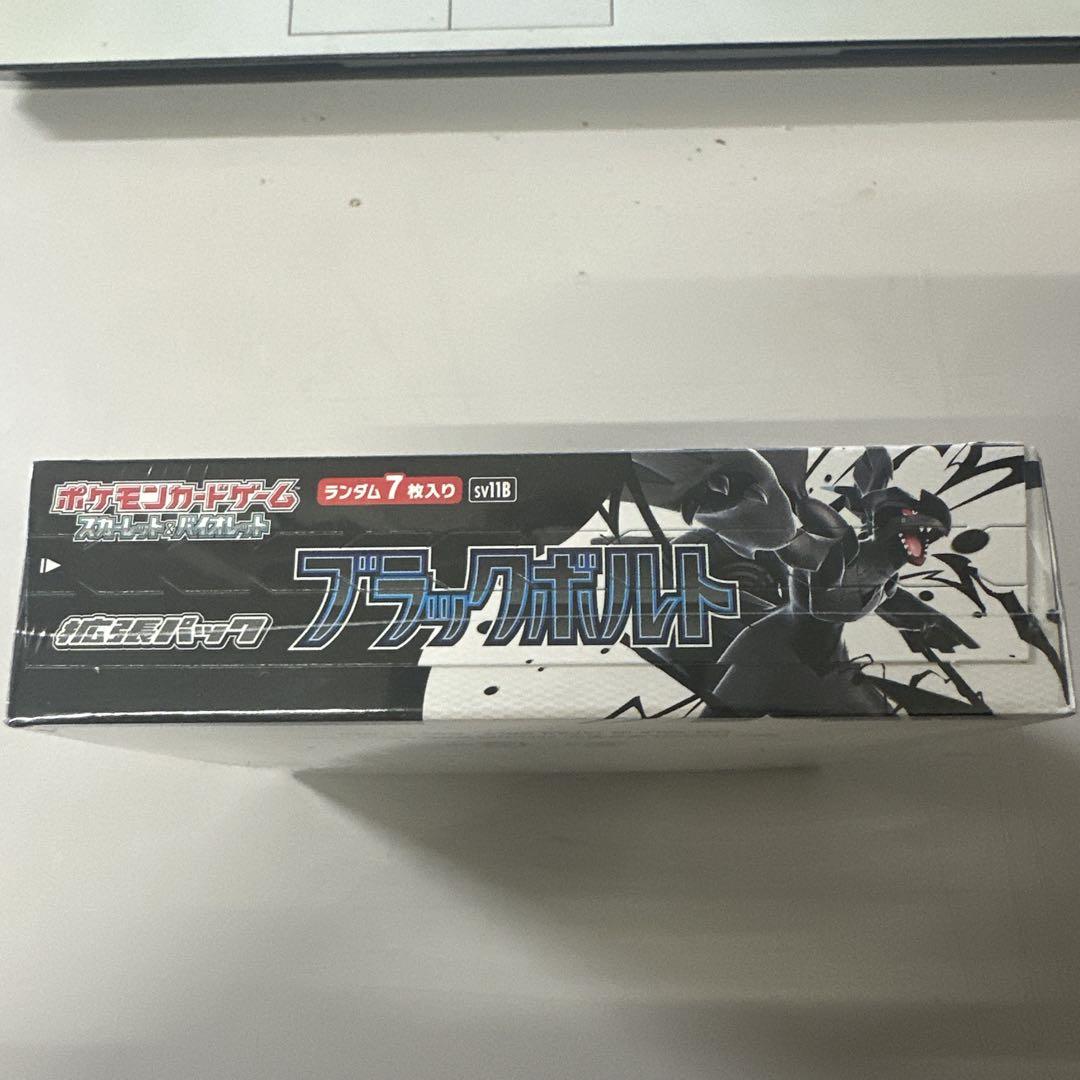 ポケモンカードゲーム
スカーレット&バイオレット
ランダム7枚入り
sv11B
拡張パック
ブラックボルト